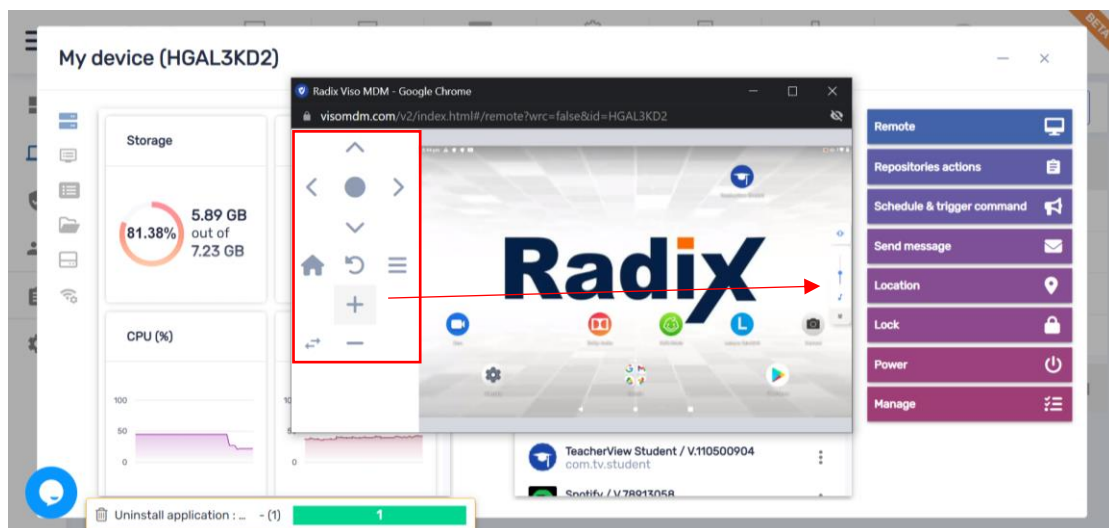 BETA
My device (HGAL3KD2)
Radix Viso MDM - Google Chrome
visomdm.com/v2/index.html#/remote?wrc=false&id=HGAL3KD2
Storage
81.38%
5.89 GB
out of
7.23 GB
CPU (%)
100
50
0
10
0
Radix
Remote
Repositories actions
Schedule & trigger command
Send message
Location
Lock
Power
Manage
TeacherView Student / V.110500904
com.tv.student
Spotify / V.78913058
Uninstall application : ... - (1)
1